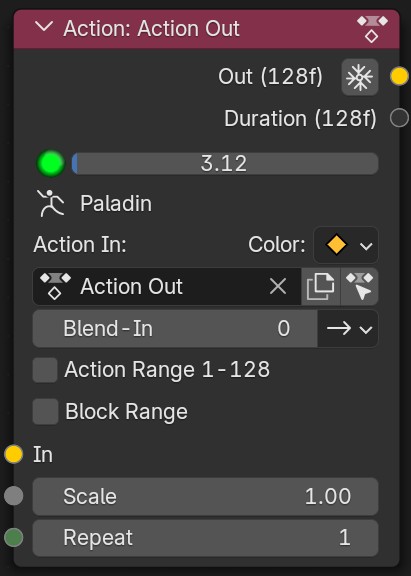 Action: Action Out
Out (128f)
Duration (128f)
3.12
Paladin
Action In: Color:
Action Out
Blend-In 0
Action Range 1-128
Block Range
In
Scale 1.00
Repeat 1